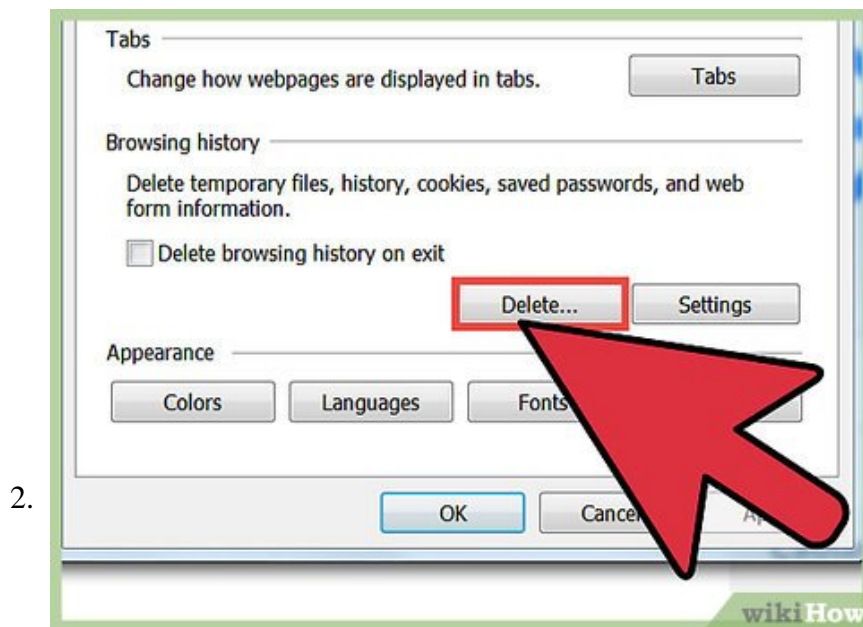 Tabs
Change how webpages are displayed in tabs.
Tabs
Browsing history
Delete temporary files, history, cookies, saved passwords, and web
form information.
Delete browsing history on exit
Delete...
Settings
Appearance
Colors
Languages
Fonts
2.
OK
wikiHow